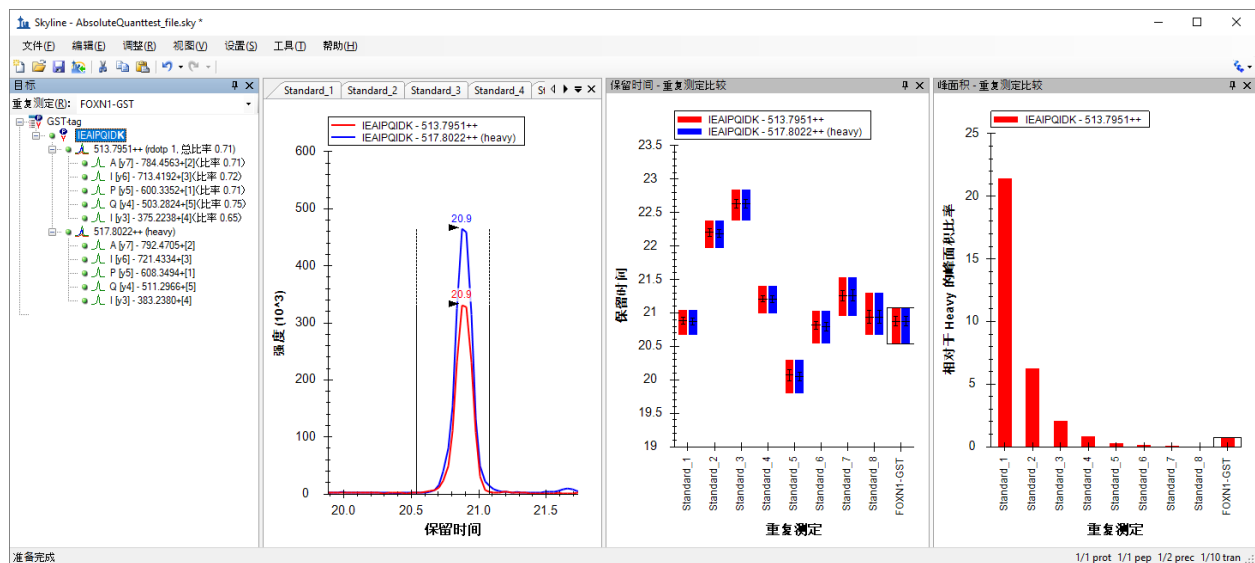 Skyline - AbsoluteQuanttest_file.sky *
文件(F) 编辑(E) 调整(R) 视图(V) 设置(S) 工具(T) 帮助(H)
目标
重复测定(R): FOXN1-GST
GST-tag
IEAIPQIDK
513.7951++ (rdotp 1, 总比率 0.71)
A [y7] - 784.4563+[2](比率 0.71)
I [y6] - 713.4192+[3](比率 0.72)
P [y5] - 600.3352+[1](比率 0.71)
Q [y4] - 503.2824+[5](比率 0.75)
I [y3] - 375.2238+[4](比率 0.65)
517.8022++ (heavy)
A [y7] - 792.4705+[2]
I [y6] - 721.4334+[3]
P [y5] - 608.3494+[1]
Q [y4] - 511.2966+[5]
I [y3] - 383.2380+[4]
Standard_1 Standard_2 Standard_3 Standard_4 St
IEAIPQIDK - 513.7951++
IEAIPQIDK - 517.8022++ (heavy)
强度 (10^3)
600
500
400
300
200
100
0
20.9
20.9
20.0 20.5 21.0 21.5
保留时间
保留时间 - 重复测定比较
IEAIPQIDK - 513.7951++
IEAIPQIDK - 517.8022++ (heavy)
保留时间
23.5
23
22.5
22
21.5
21
20.5
20
19.5
19
Standard_1
Standard_2
Standard_3
Standard_4
Standard_5
Standard_6
Standard_7
Standard_8
FOXN1-GST
重复测定
峰面积 - 重复测定比较
IEAIPQIDK - 513.7951++
相对于 Heavy 的峰面积比率
25
20
15
10
5
0
Standard_1
Standard_2
Standard_3
Standard_4
Standard_5
Standard_6
Standard_7
Standard_8
FOXN1-GST
重复测定
准备完成
1/1 prot 1/1 pep 1/2 prec 1/10 tran